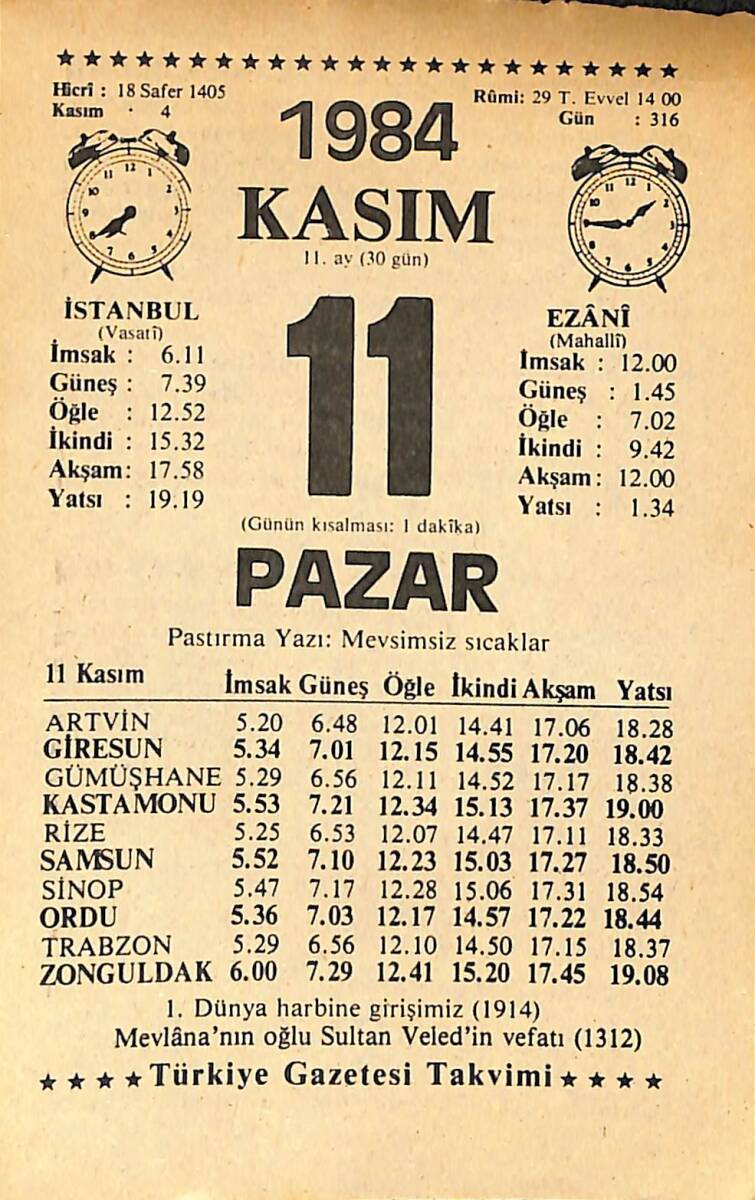 Hicrî : 18 Safer 1405
Kasım · 4
1984
Rûmi: 29 T. Evvel 14 00
Gün : 316
KASIM
11. ay (30 gün)
11
İSTANBUL
(Vasatî)
İmsak : 6.11
Güneş : 7.39
Öğle : 12.52
İkindi : 15.32
Akşam: 17.58
Yatsı : 19.19
EZÂNÎ
(Mahallî)
İmsak : 12.00
Güneş : 1.45
Öğle : 7.02
İkindi : 9.42
Akşam: 12.00
Yatsı : 1.34
(Günün kısalması: 1 dakîka)
PAZAR
Pastırma Yazı: Mevsimsiz sıcaklar
11 Kasım İmsak Güneş Öğle İkindi Akşam Yatsı
ARTVİN 5.20 6.48 12.01 14.41 17.06 18.28
GİRESUN 5.34 7.01 12.15 14.55 17.20 18.42
GÜMÜŞHANE 5.29 6.56 12.11 14.52 17.17 18.38
KASTAMONU 5.53 7.21 12.34 15.13 17.37 19.00
RİZE 5.25 6.53 12.07 14.47 17.11 18.33
SAMSUN 5.52 7.10 12.23 15.03 17.27 18.50
SİNOP 5.47 7.17 12.28 15.06 17.31 18.54
ORDU 5.36 7.03 12.17 14.57 17.22 18.44
TRABZON 5.29 6.56 12.10 14.50 17.15 18.37
ZONGULDAK 6.00 7.29 12.41 15.20 17.45 19.08
1. Dünya harbine girişimiz (1914)
Mevlâna'nın oğlu Sultan Veled'in vefatı (1312)
★ ★ ★ ★ Türkiye Gazetesi Takvimi ★ ★ ★ ★